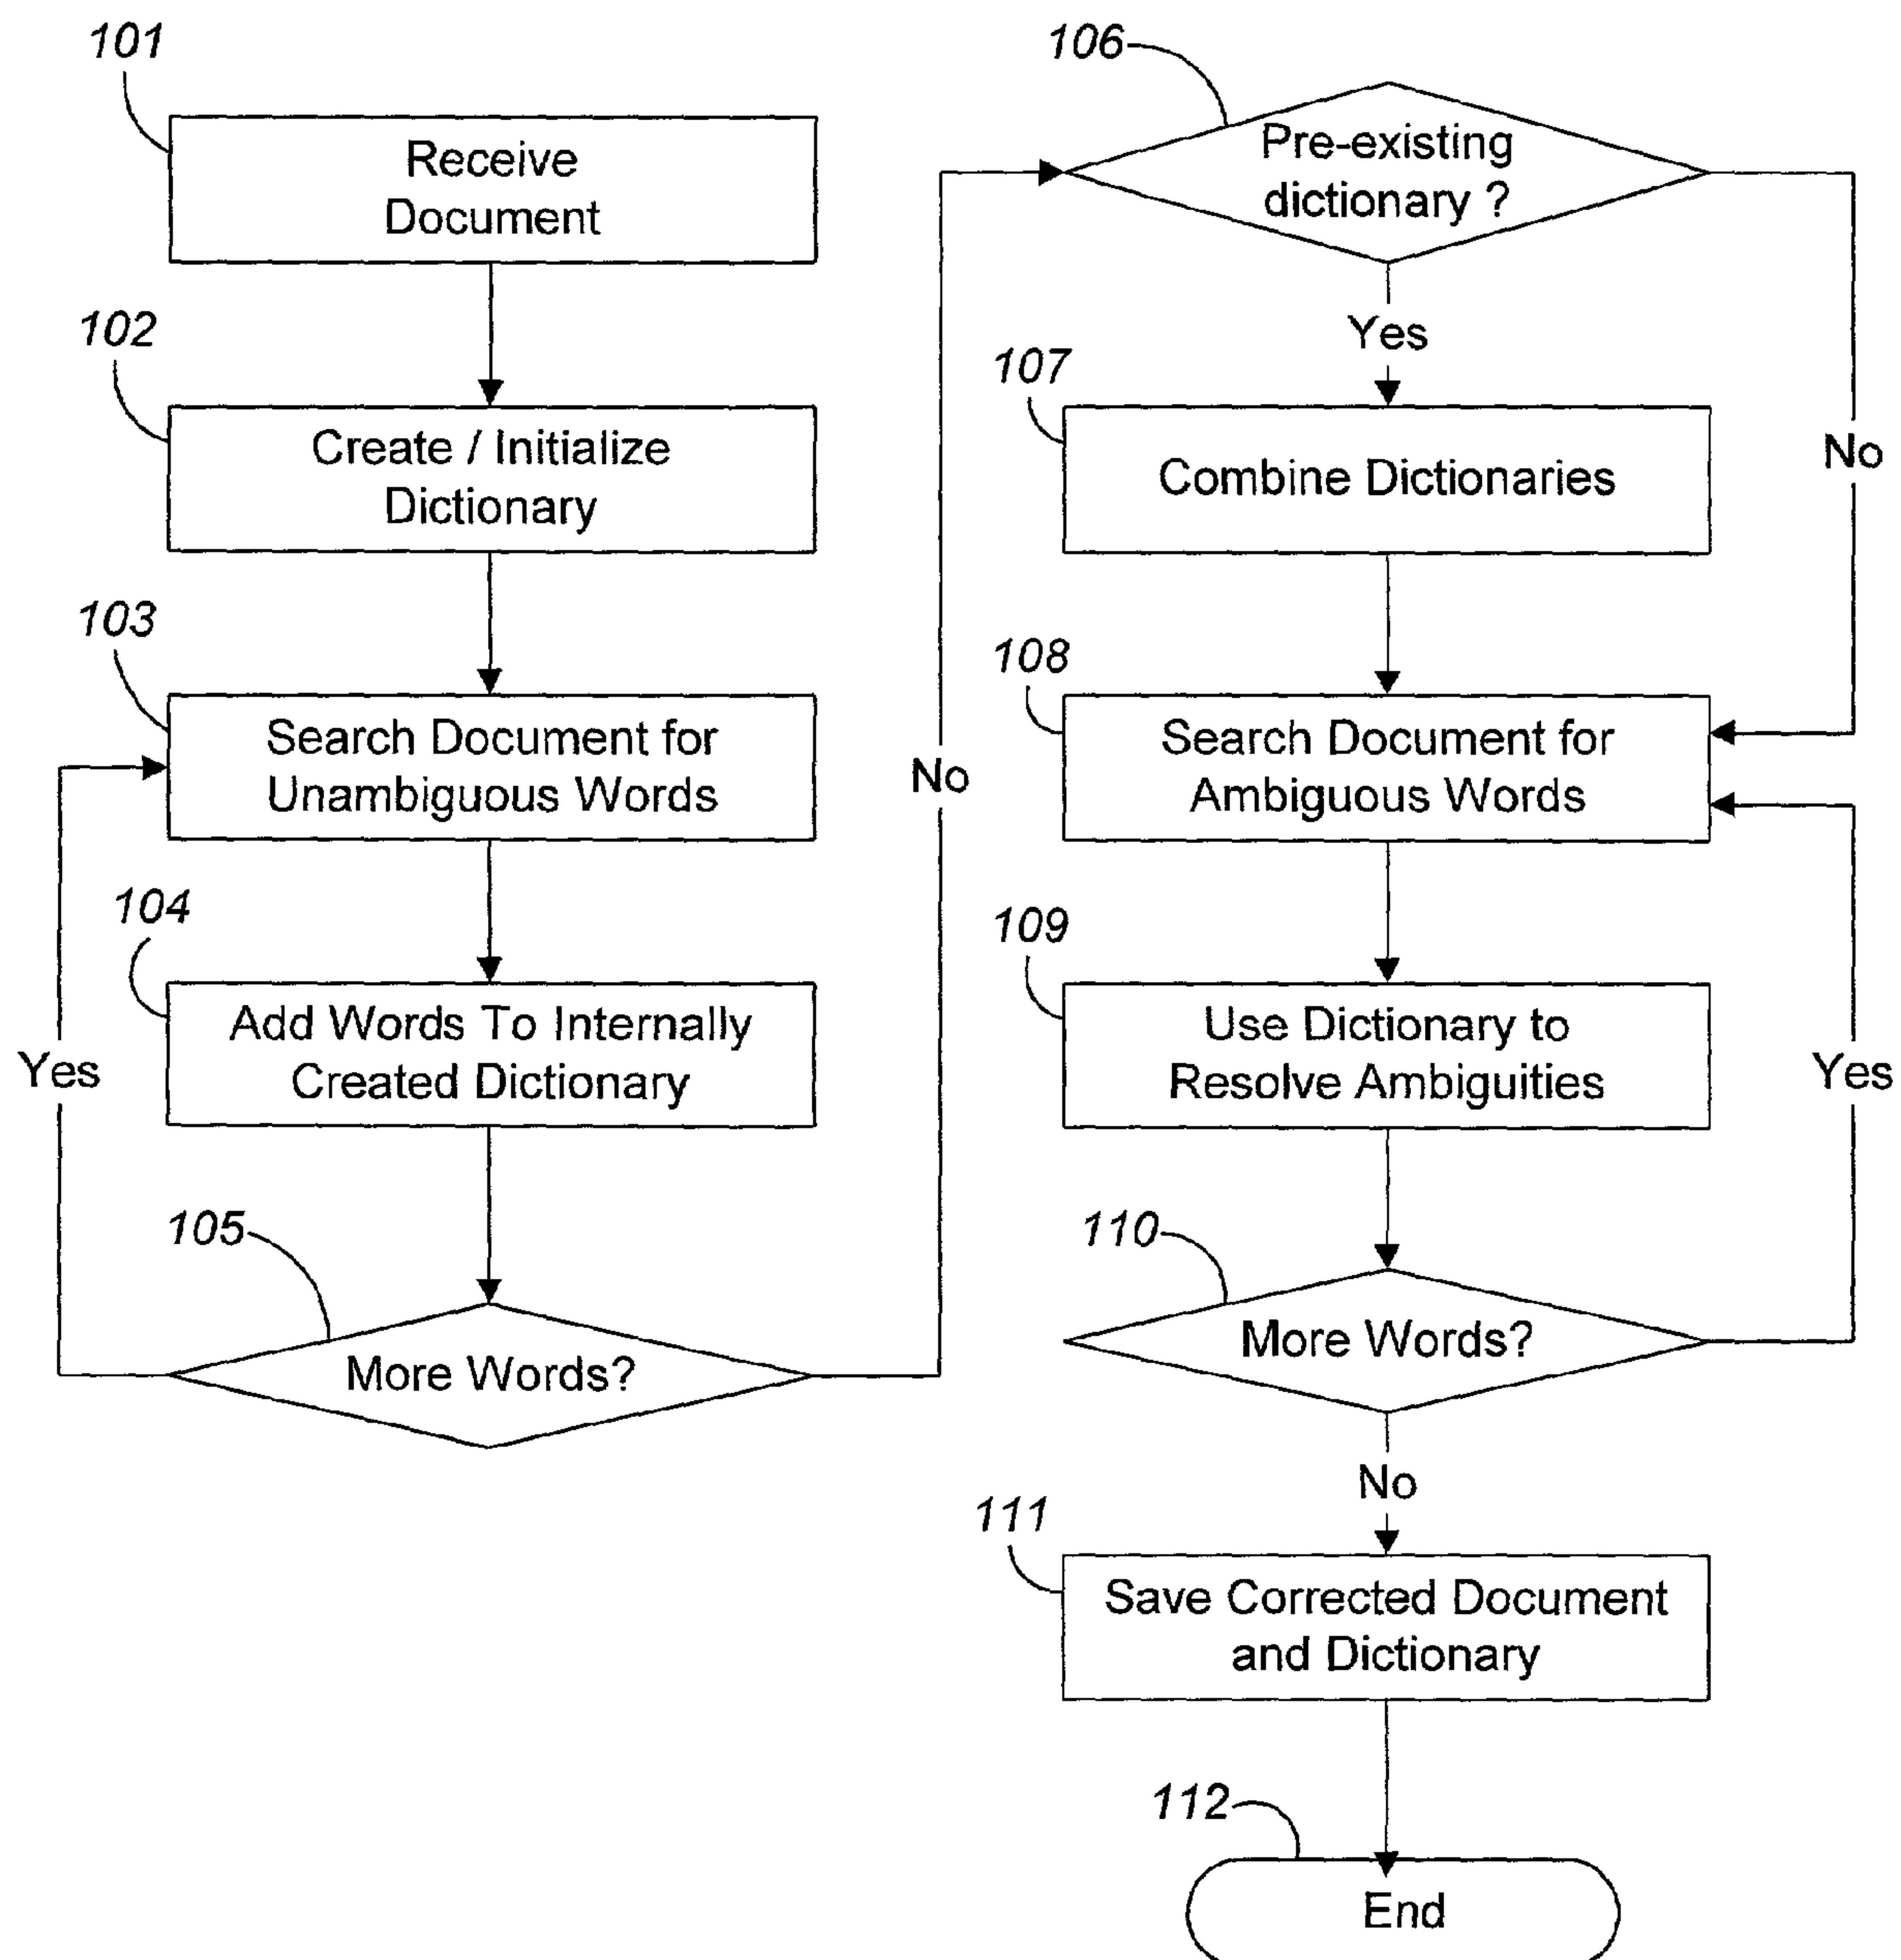 101
Receive
Document
102
Create / Initialize
Dictionary
103
Search Document for
Unambiguous Words
104
Add Words To Internally
Created Dictionary
Yes
105
More Words?
No
106
Pre-existing
dictionary ?
Yes
No
107
Combine Dictionaries
108
Search Document for
Ambiguous Words
109
Use Dictionary to
Resolve Ambiguities
Yes
110
More Words?
No
111
Save Corrected Document
and Dictionary
112
End